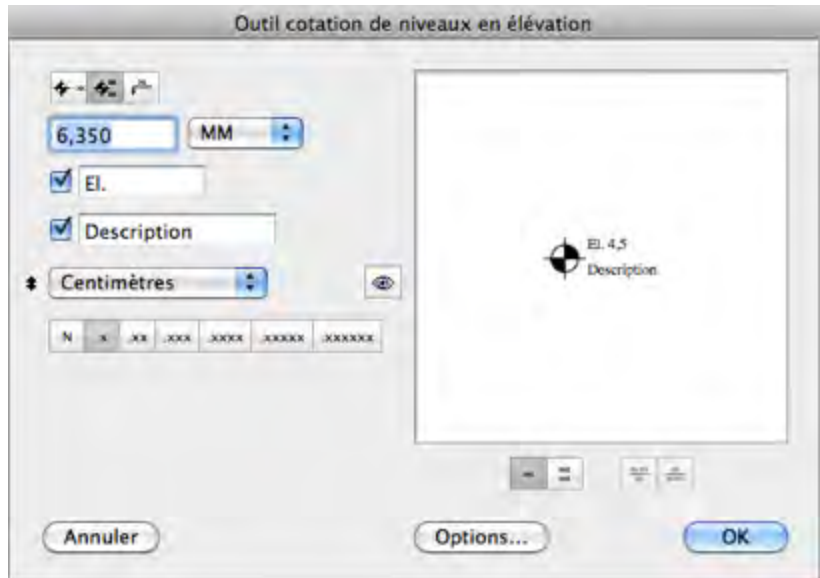 Outil cotation de niveaux en élévation
6,350 MM
El.
Description
Centimètres
N .x .xx .xxx .xxxx .xxxxx .xxxxxx
El. 4,5
Description
Annuler Options... OK